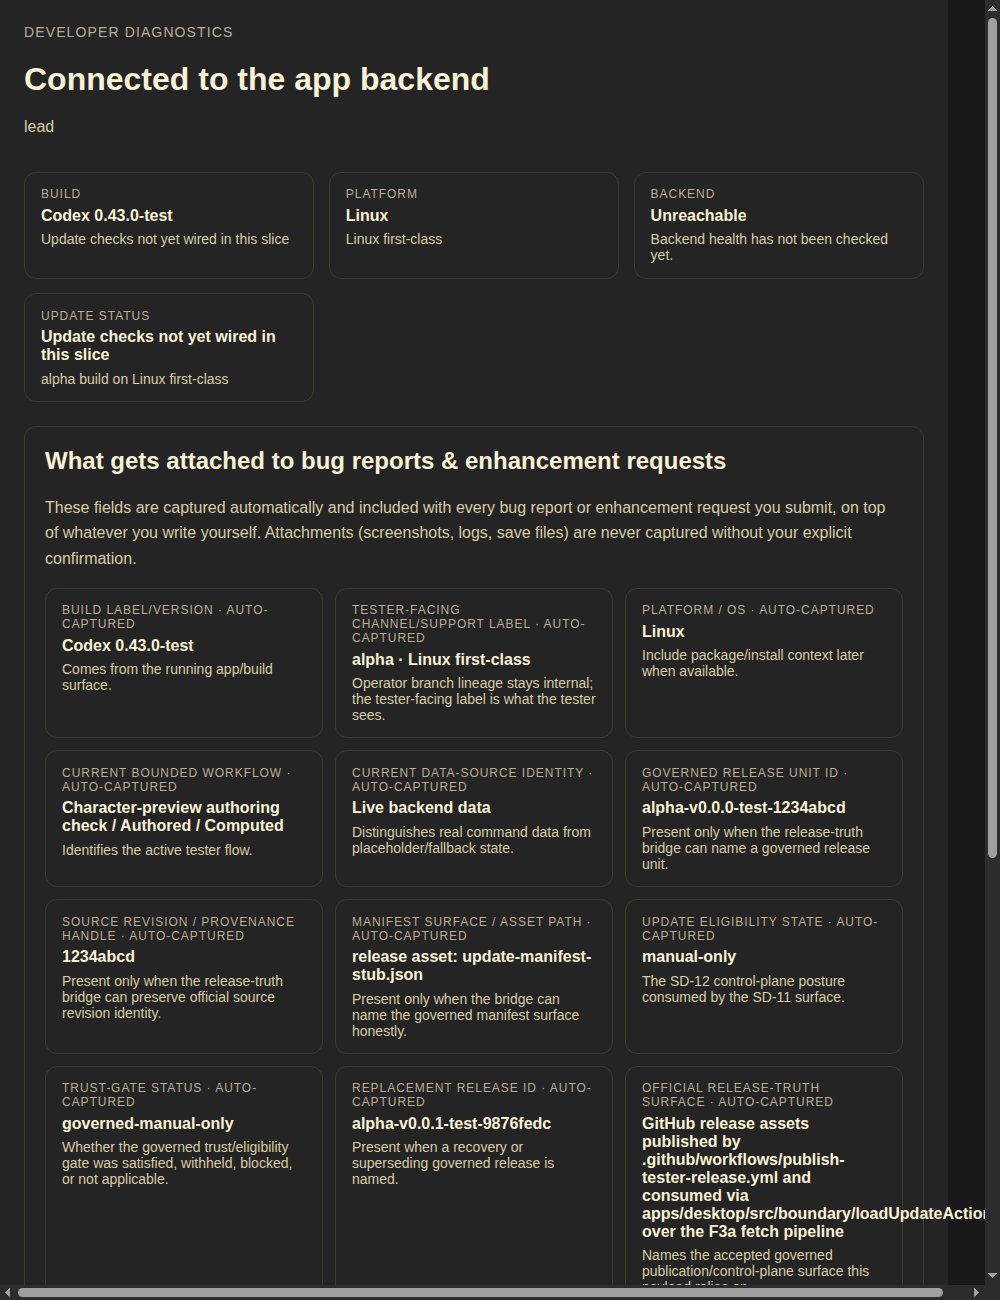 DEVELOPER DIAGNOSTICS
Connected to the app backend
lead
BUILD
Codex 0.43.0-test
Update checks not yet wired in this slice
PLATFORM
Linux
Linux first-class
BACKEND
Unreachable
Backend health has not been checked
yet.
UPDATE STATUS
Update checks not yet wired in
this slice
alpha build on Linux first-class
What gets attached to bug reports & enhancement requests
These fields are captured automatically and included with every bug report or enhancement request you submit, on top
of whatever you write yourself. Attachments (screenshots, logs, save files) are never captured without your explicit
confirmation.
BUILD LABEL/VERSION · AUTO-
CAPTURED
Codex 0.43.0-test
Comes from the running app/build
surface.
TESTER-FACING
CHANNEL/SUPPORT LABEL · AUTO-
CAPTURED
alpha · Linux first-class
Operator branch lineage stays internal;
the tester-facing label is what the tester
sees.
PLATFORM / OS · AUTO-CAPTURED
Linux
Include package/install context later
when available.
CURRENT BOUNDED WORKFLOW ·
AUTO-CAPTURED
Character-preview authoring
check / Authored / Computed
Identifies the active tester flow.
CURRENT DATA-SOURCE IDENTITY ·
AUTO-CAPTURED
Live backend data
Distinguishes real command data from
placeholder/fallback state.
GOVERNED RELEASE UNIT ID ·
AUTO-CAPTURED
alpha-v0.0.0-test-1234abcd
Present only when the release-truth
bridge can name a governed release
unit.
SOURCE REVISION / PROVENANCE
HANDLE · AUTO-CAPTURED
1234abcd
Present only when the release-truth
bridge can preserve official source
revision identity.
MANIFEST SURFACE / ASSET PATH ·
AUTO-CAPTURED
release asset: update-manifest-
stub.json
Present only when the bridge can
name the governed manifest surface
honestly.
UPDATE ELIGIBILITY STATE · AUTO-
CAPTURED
manual-only
The SD-12 control-plane posture
consumed by the SD-11 surface.
TRUST-GATE STATUS · AUTO-
CAPTURED
governed-manual-only
Whether the governed trust/eligibility
gate was satisfied, withheld, blocked,
or not applicable.
REPLACEMENT RELEASE ID · AUTO-
CAPTURED
alpha-v0.0.1-test-9876fedc
Present when a recovery or
superseding governed release is
named.
OFFICIAL RELEASE-TRUTH
SURFACE · AUTO-CAPTURED
GitHub release assets
published by
.github/workflows/publish-
tester-release.yml and
consumed via
apps/desktop/src/boundary/loadUpdateAction
over the F3a fetch pipeline
Names the accepted governed
publication/control-plane surface this